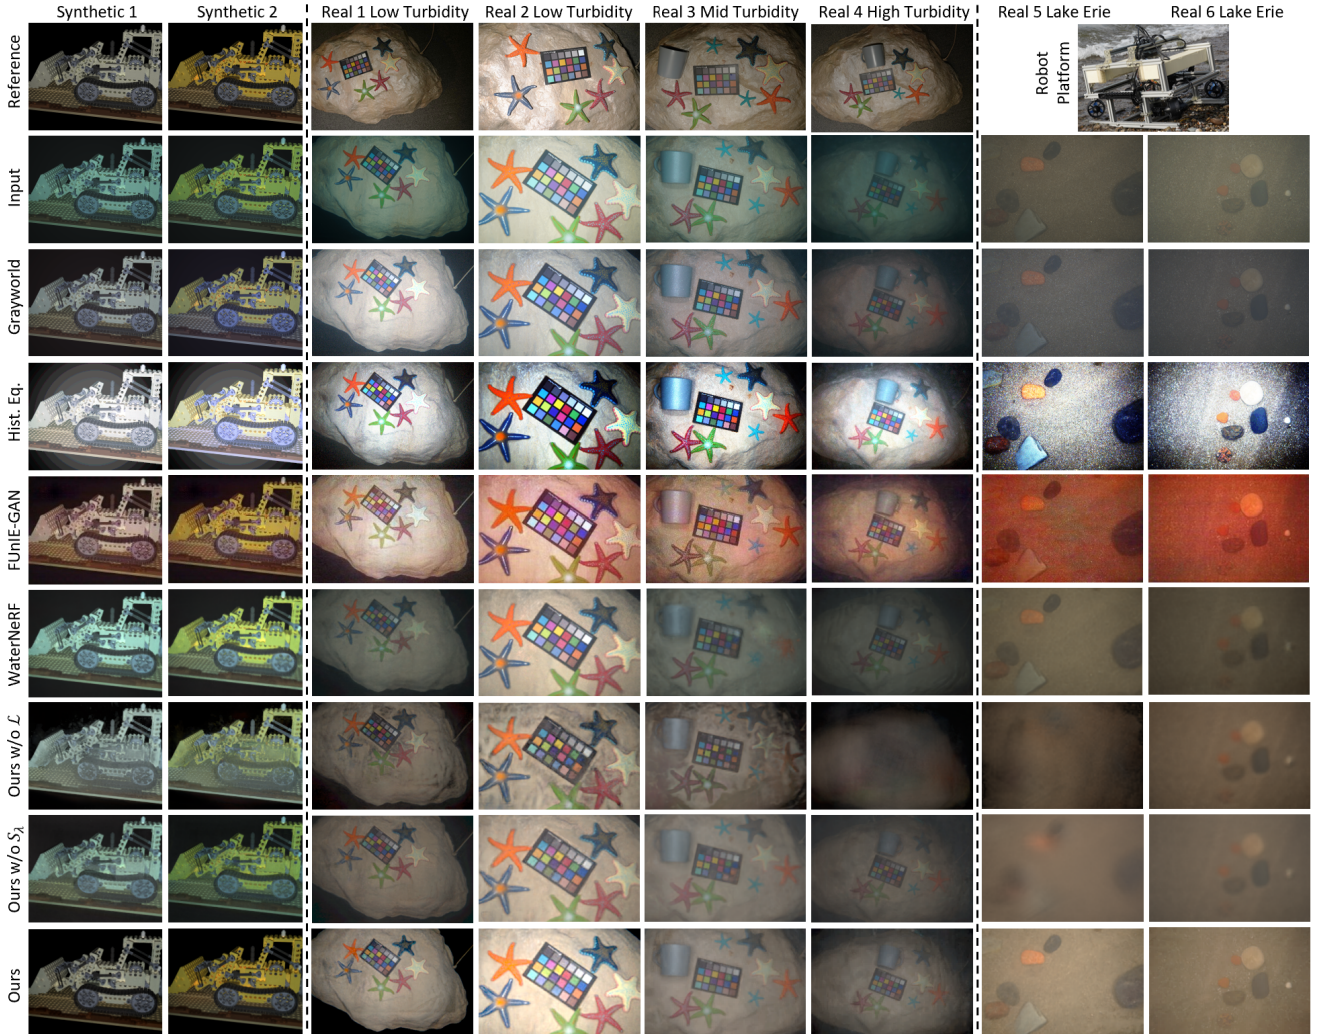 Synthetic 1
Synthetic 2
Real 1 Low Turbidity
Real 2 Low Turbidity
Real 3 Mid Turbidity
Real 4 High Turbidity
Real 5 Lake Erie
Real 6 Lake Erie
Reference
Robot
Platform
Input
Grayworld
Hist. Eq.
FUnIE-GAN
WaterNeRF
Ours w/o ℒ
Ours w/o 𝒮λ
Ours